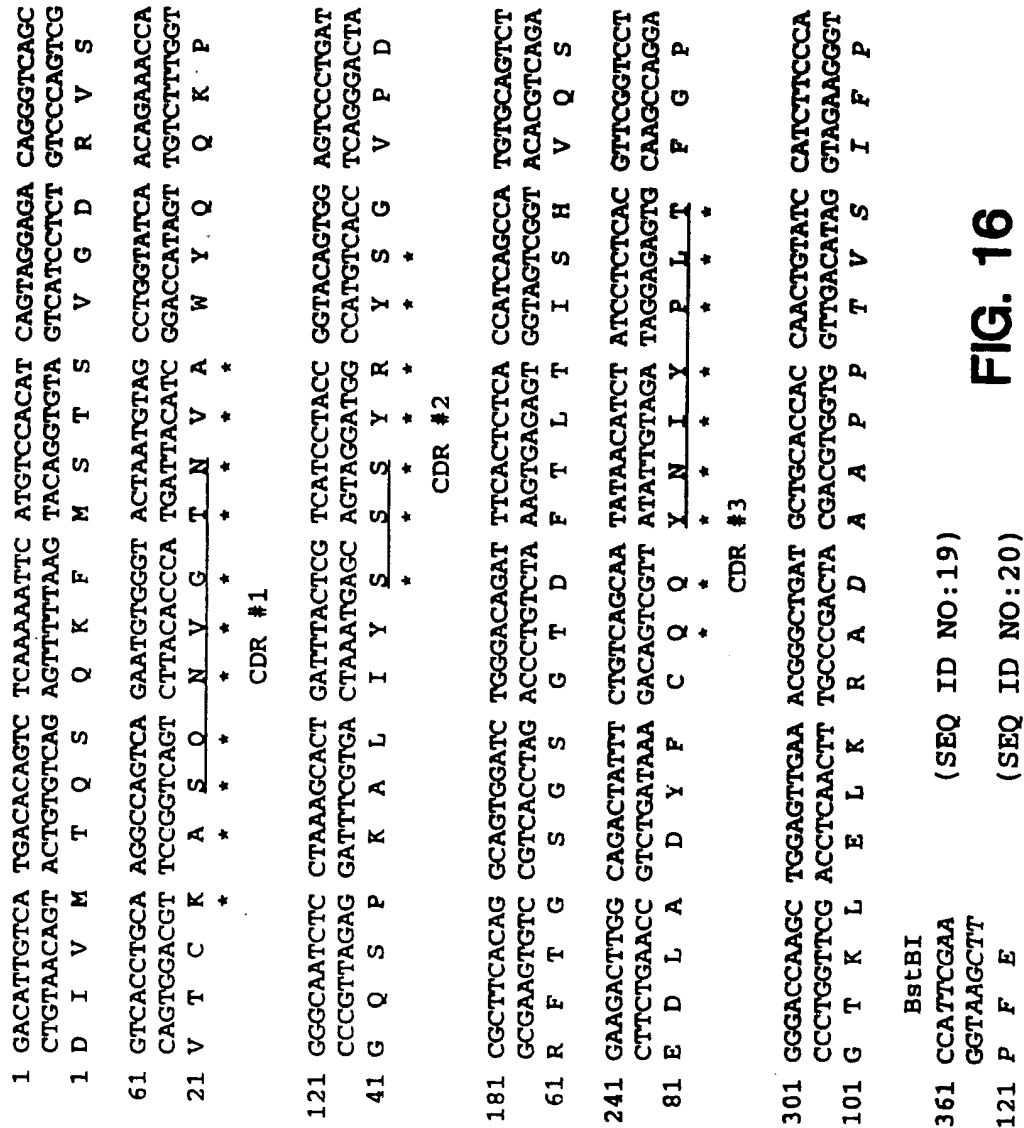 1 GACATTGTCA TGACACAGTC TCAAAAATTC ATGTCCACAT CAGTAGGAGA CAGGGTCAGC
CTGTAACAGT ACTGTGTCAG AGTTTTTAAG TACAGGTGTA GTCATCCTCT GTCCCAGTCG
1 D I V M T Q S Q K F M S T S V G D R V S
61 GTCACCTGCA AGGCCAGTCA GAATGTGGGT ACTAATGTAG CCTGGTATCA ACAGAAACCA
CAGTGGACGT TCCGGTCAGT CTTACACCCA TGATTACATC GGACCATAGT TGTCTTTGGT
21 V T C K A S Q N V G T N V A W Y Q Q K P
* * * * * * * * * * *
CDR #1
121 GGGCAATCTC CTAAAGCACT GATTTACTCG TCATCCTACC GGTACAGTGG AGTCCCTGAT
CCCGTTAGAG GATTTCGTGA CTAAATGAGC AGTAGGATGG CCATGTCACC TCAGGGACTA
41 G Q S P K A L I Y S S S Y R Y S G V P D
* * * * * * *
CDR #2
181 CGCTTCACAG GCAGTGGATC TGGGACAGAT TTCACTCTCA CCATCAGCCA TGTGCAGTCT
GCGAAGTGTC CGTCACCTAG ACCCTGTCTA AAGTGAGAGT GGTAGTCGGT ACACGTCAGA
61 R F T G S G S G T D F T L T I S H V Q S
241 GAAGACTTGG CAGACTATTT CTGTCAGCAA TATAACATCT ATCCTCTCAC GTTCGGTCCT
CTTCTGAACC GTCTGATAAA GACAGTCGTT ATATTGTAGA TAGGAGAGTG CAAGCCAGGA
81 E D L A D Y F C Q Q Y N I Y P L T F G P
* * * * * * * * *
CDR #3
301 GGGACCAAGC TGGAGTTGAA ACGGGCTGAT GCTGCACCAC CAACTGTATC CATCTTCCCA
CCCTGGTTCG ACCTCAACTT TGCCCGACTA CGACGTGGTG GTTGACATAG GTAGAAGGGT
101 G T K L E L K R A D A A P P T V S I F P
BstBI
361 CCATTCGAA (SEQ ID NO:19)
GGTAAGCTT
121 P F E (SEQ ID NO:20)
FIG. 16